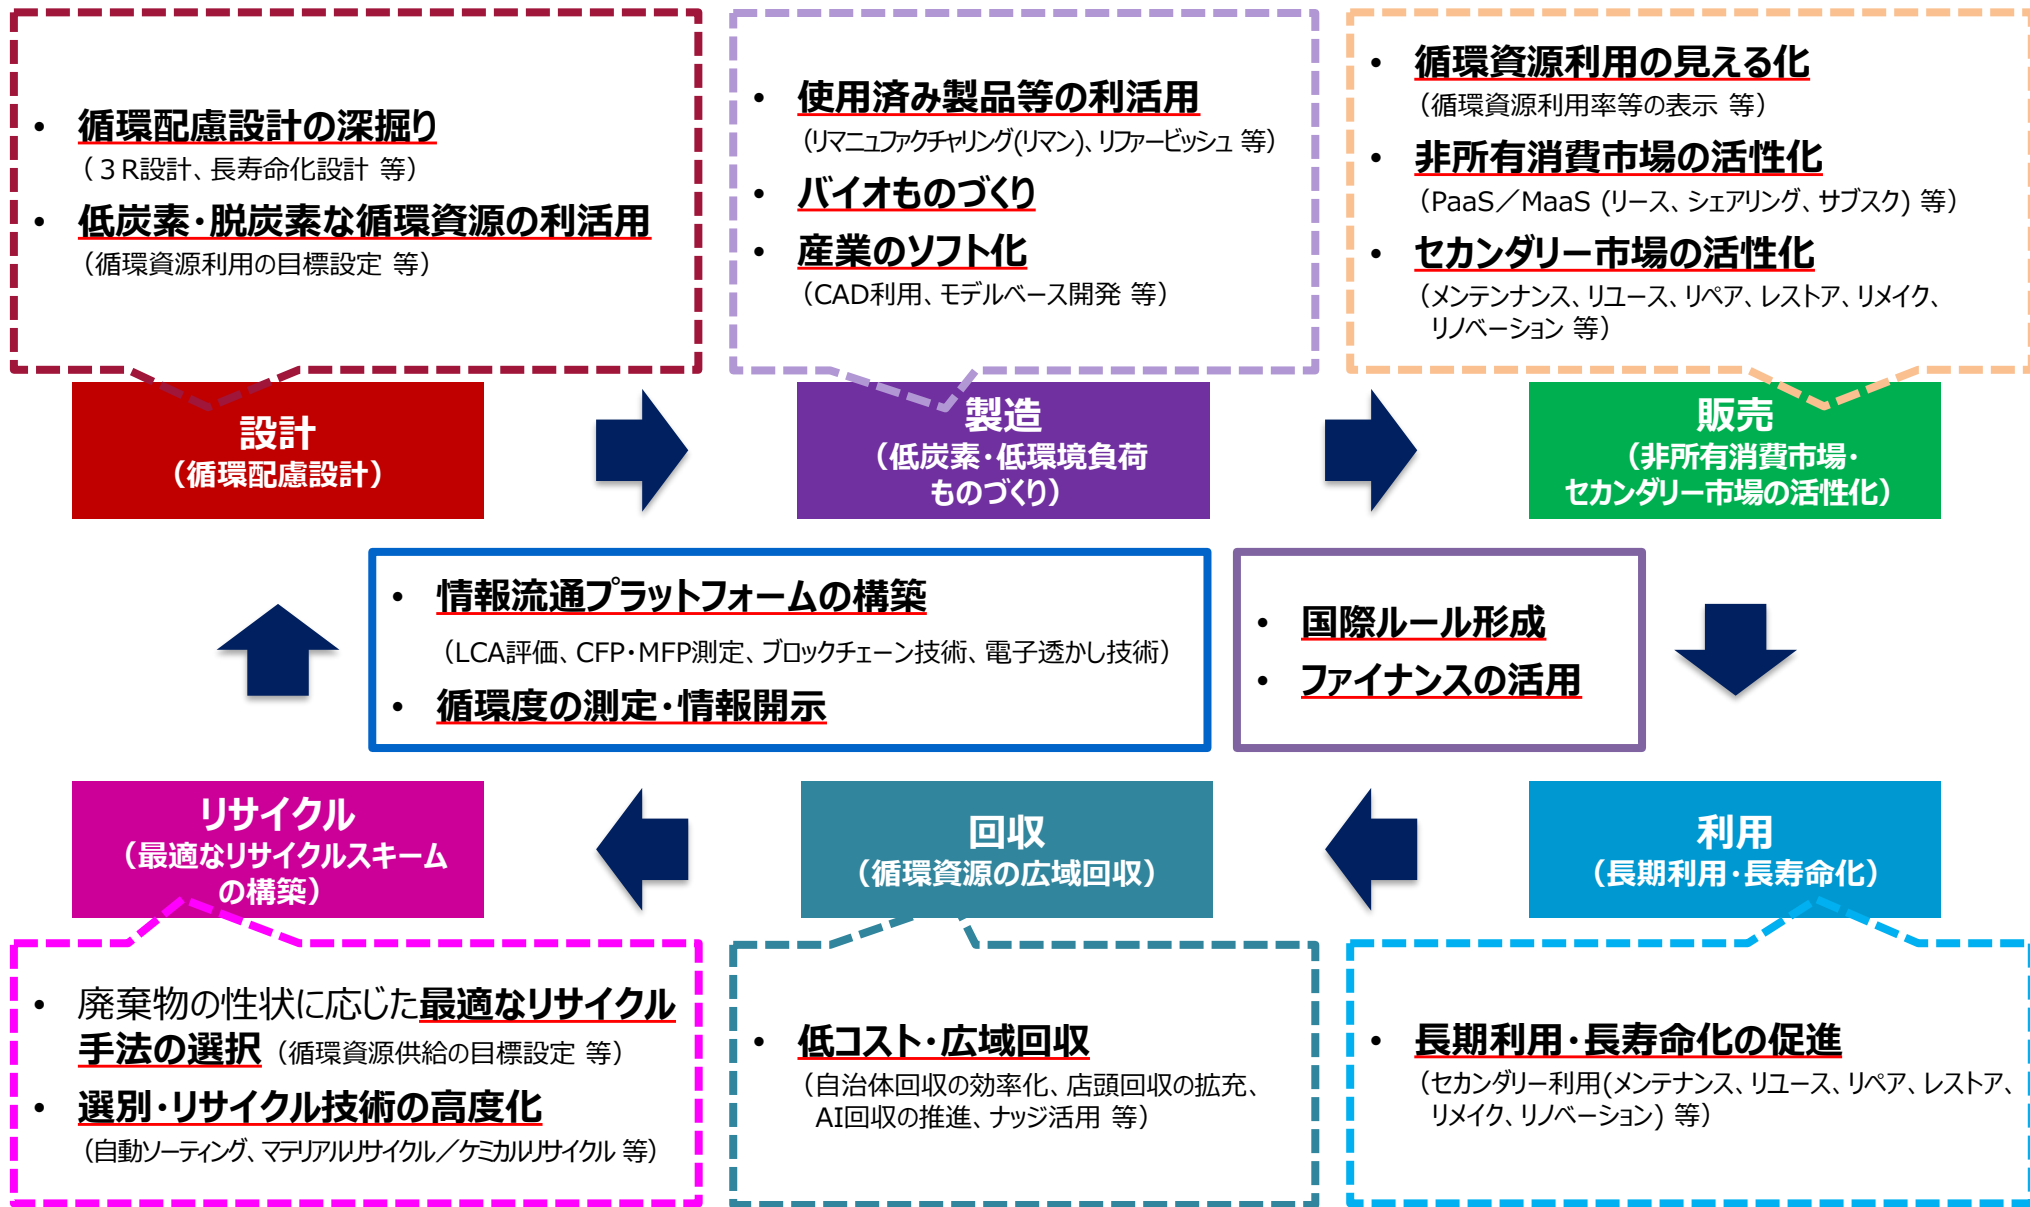 • 循環配慮設計の深掘り
（３R設計、長寿命化設計 等）
• 低炭素・脱炭素な循環資源の利活用
（循環資源利用の目標設定 等）
• 使用済み製品等の利活用
（リマニュファクチャリング(リマン)、リファービッシュ 等）
• バイオものづくり
• 産業のソフト化
（CAD利用、モデルベース開発 等）
• 循環資源利用の見える化
（循環資源利用率等の表示 等）
• 非所有消費市場の活性化
（PaaS／MaaS (リース、シェアリング、サブスク) 等）
• セカンダリー市場の活性化
（メンテンナンス、リユース、リペア、レストア、リメイク、
リノベーション 等）
設計
（循環配慮設計）
製造
（低炭素・低環境負荷
ものづくり）
販売
（非所有消費市場・
セカンダリー市場の活性化）
• 情報流通プラットフォームの構築
（LCA評価、CFP・MFP測定、ブロックチェーン技術、電子透かし技術）
• 循環度の測定・情報開示
• 国際ルール形成
• ファイナンスの活用
リサイクル
（最適なリサイクルスキーム
の構築）
回収
（循環資源の広域回収）
利用
（長期利用・長寿命化）
• 廃棄物の性状に応じた最適なリサイクル
手法の選択（循環資源供給の目標設定 等）
• 選別・リサイクル技術の高度化
（自動ソーティング、マテリアルリサイクル／ケミカルリサイクル 等）
• 低コスト・広域回収
（自治体回収の効率化、店頭回収の拡充、
AI回収の推進、ナッジ活用 等）
• 長期利用・長寿命化の促進
（セカンダリー利用(メンテナンス、リユース、リペア、レストア、
リメイク、リノベーション) 等）